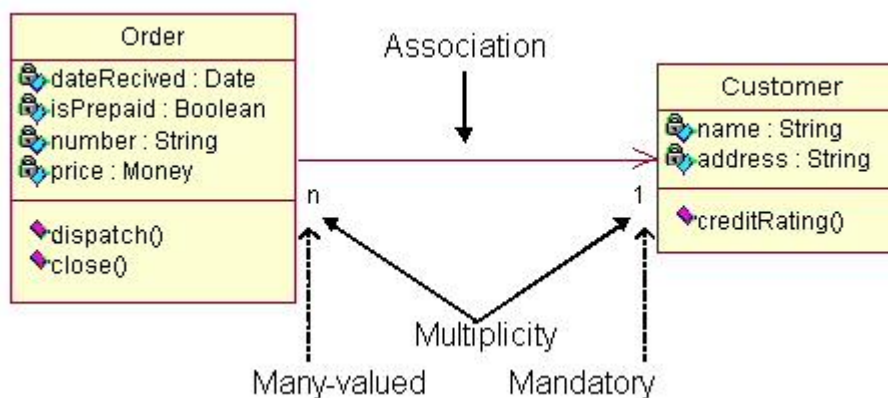 Order
dateRecived : Date
isPrepaid : Boolean
number : String
price : Money
dispatch()
close()
Association
Customer
name : String
address : String
creditRating()
n
1
Multiplicity
Many-valued
Mandatory